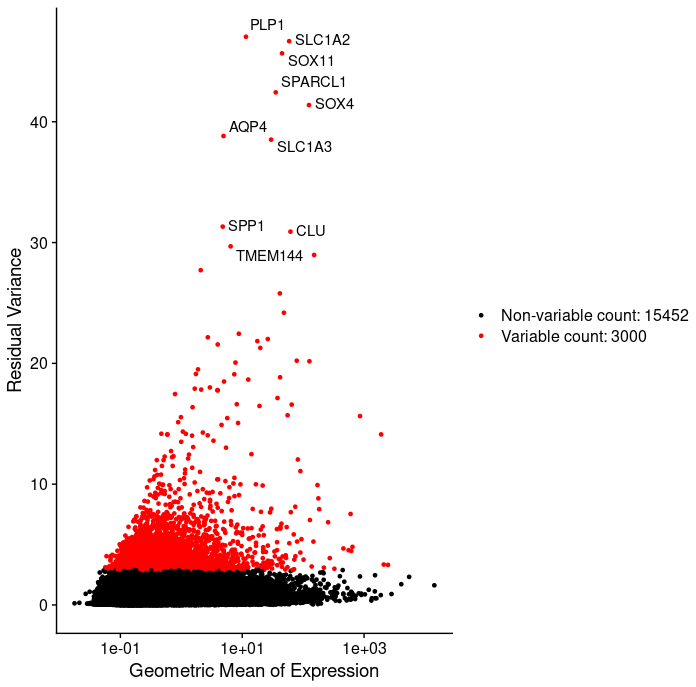 PLP1
SLC1A2
SOX11
SPARCL1
SOX4
AQP4
SLC1A3
SPP1
CLU
TMEM144
40
30
20
10
0
Residual Variance
1e-01
1e+01
1e+03
Geometric Mean of Expression
Non-variable count: 15452
Variable count: 3000